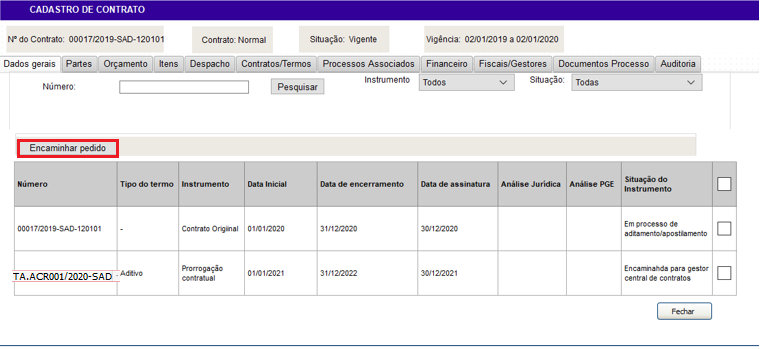 CADASTRO DE CONTRATO
Nº do Contrato: 00017/2019-SAD-120101 Contrato: Normal Situação: Vigente Vigência: 02/01/2019 a 02/01/2020
Dados gerais Partes Orçamento Itens Despacho Contratos/Termos Processos Associados Financeiro Fiscais/Gestores Documentos Processo Auditoria
Número: Pesquisar Instrumento Todos Situação: Todas
Encaminhar pedido
Número Tipo do termo Instrumento Data Inicial Data de encerramento Data de assinatura Análise Jurídica Análise PGE Situação do
Instrumento
00017/2019-SAD-120101 - Contrato Origiinal 01/01/2020 31/12/2020 30/12/2020 Em processo de
aditamento/apostilamento
TA.ACR001/2020-SAD - Aditivo Prorrogação
contratual 01/01/2021 31/12/2022 30/12/2021 Encaminahda para gestor
central de contratos
Fechar